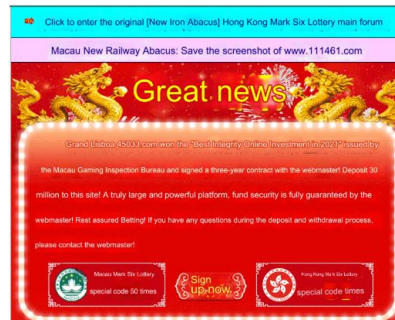 Click to enter the original [New Iron Abacus] Hong Kong Mark Six Lottery main forum
Macau New Railway Abacus: Save the screenshot of www.111461.com
Great news
Grand Lisboa 45033.com won the "Best Integrity Online Investment in 2021" issued by
the Macau Gaming Inspection Bureau and signed a three-year contract with the webmaster! Deposit 30
million to this site! A truly large and powerful platform, fund security is fully guaranteed by the
webmaster! Rest assured Betting! If you have any questions during the deposit and withdrawal process,
please contact the webmaster!
Macau Mark Six Lottery
special code 50 times
Sign
up now
Hong Kong Mark Six Lottery
special code 50 times